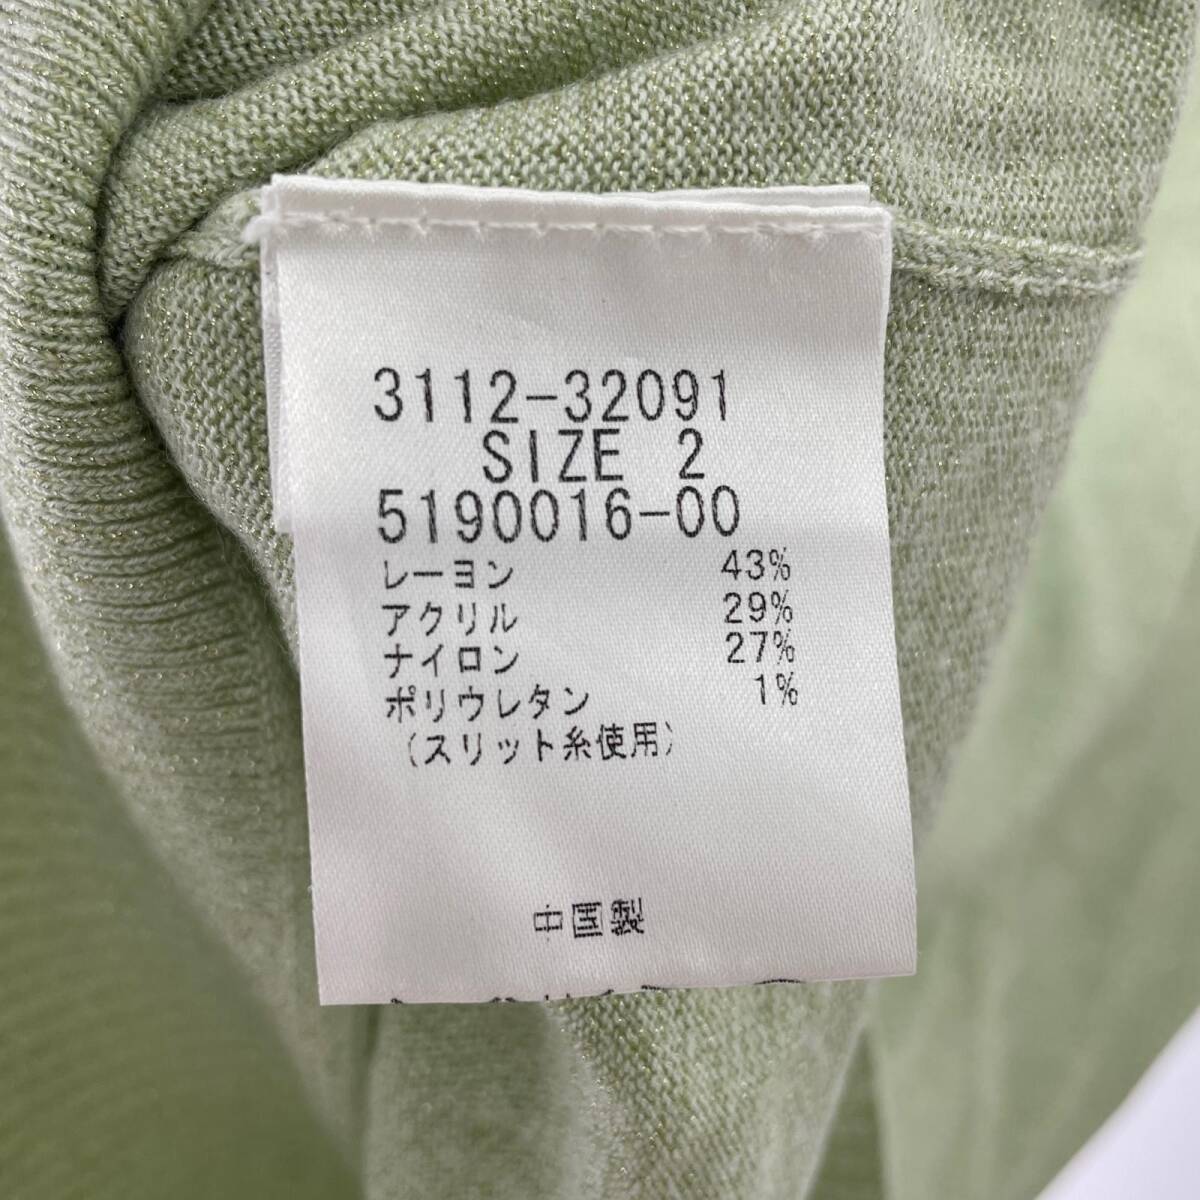 3112-32091
SIZE 2
5190016-00
レーヨン 43%
アクリル 29%
ナイロン 27%
ポリウレタン 1%
(スリット糸使用)
中国製